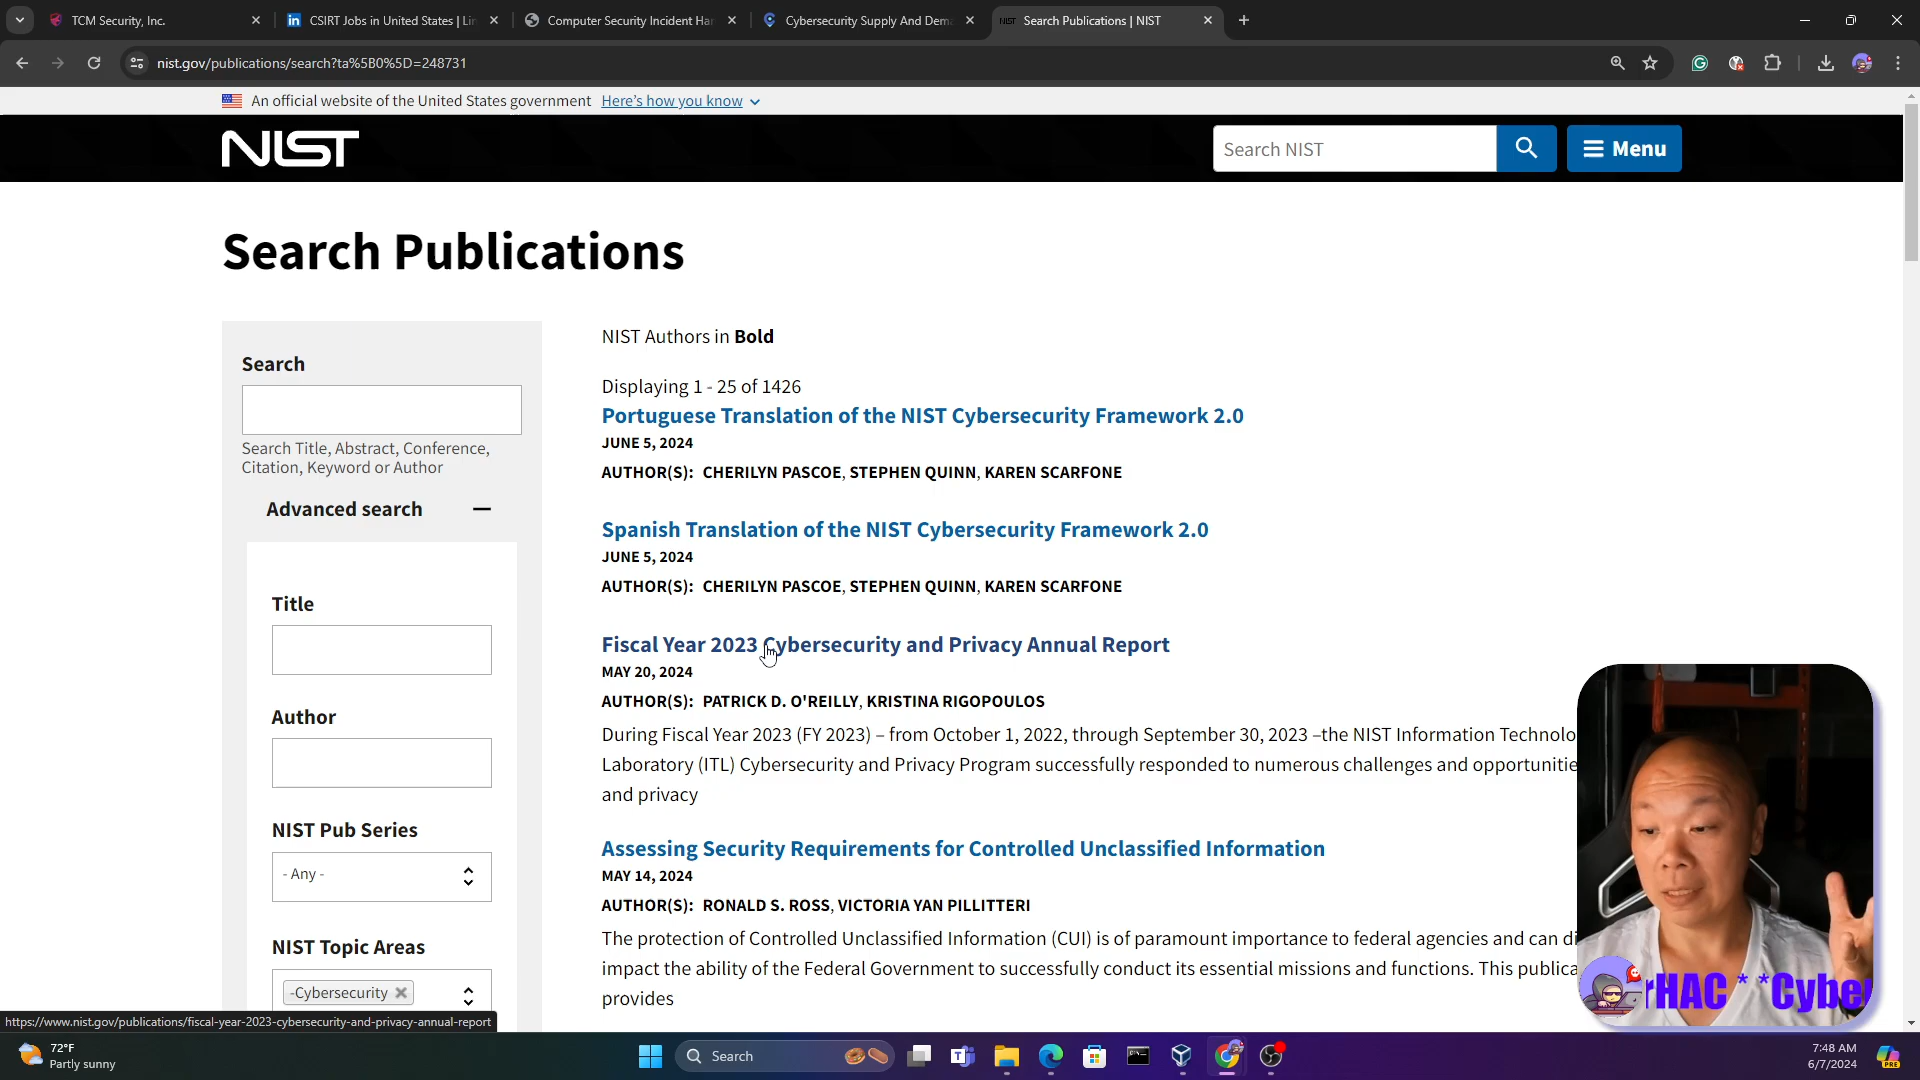 TCM Security, Inc.
CSIRT Jobs in United States | Lin
Computer Security Incident Han
Cybersecurity Supply And Dem
NIST
Search Publications | NIST
nist.gov/publications/search?ta%5B0%5D=248731
An official website of the United States government Here's how you know
NIST
Search NIST
Menu
Search Publications
Search
Search Title, Abstract, Conference,
Citation, Keyword or Author
Advanced search
Title
Author
NIST Pub Series
- Any -
NIST Topic Areas
-Cybersecurity
NIST Authors in Bold
Displaying 1 - 25 of 1426
Portuguese Translation of the NIST Cybersecurity Framework 2.0
JUNE 5, 2024
AUTHOR(S): CHERILYN PASCOE, STEPHEN QUINN, KAREN SCARFONE
Spanish Translation of the NIST Cybersecurity Framework 2.0
JUNE 5, 2024
AUTHOR(S): CHERILYN PASCOE, STEPHEN QUINN, KAREN SCARFONE
Fiscal Year 2023 Cybersecurity and Privacy Annual Report
MAY 20, 2024
AUTHOR(S): PATRICK D. O'REILLY, KRISTINA RIGOPOULOS
During Fiscal Year 2023 (FY 2023) – from October 1, 2022, through September 30, 2023 –the NIST Information Technolo
Laboratory (ITL) Cybersecurity and Privacy Program successfully responded to numerous challenges and opportunitie
and privacy
Assessing Security Requirements for Controlled Unclassified Information
MAY 14, 2024
AUTHOR(S): RONALD S. ROSS, VICTORIA YAN PILLITTERI
The protection of Controlled Unclassified Information (CUI) is of paramount importance to federal agencies and can di
impact the ability of the Federal Government to successfully conduct its essential missions and functions. This publica
provides
rHAC * *Cyber
https://www.nist.gov/publications/fiscal-year-2023-cybersecurity-and-privacy-annual-report
72°F
Partly sunny
Search
7:48 AM
6/7/2024
PRE